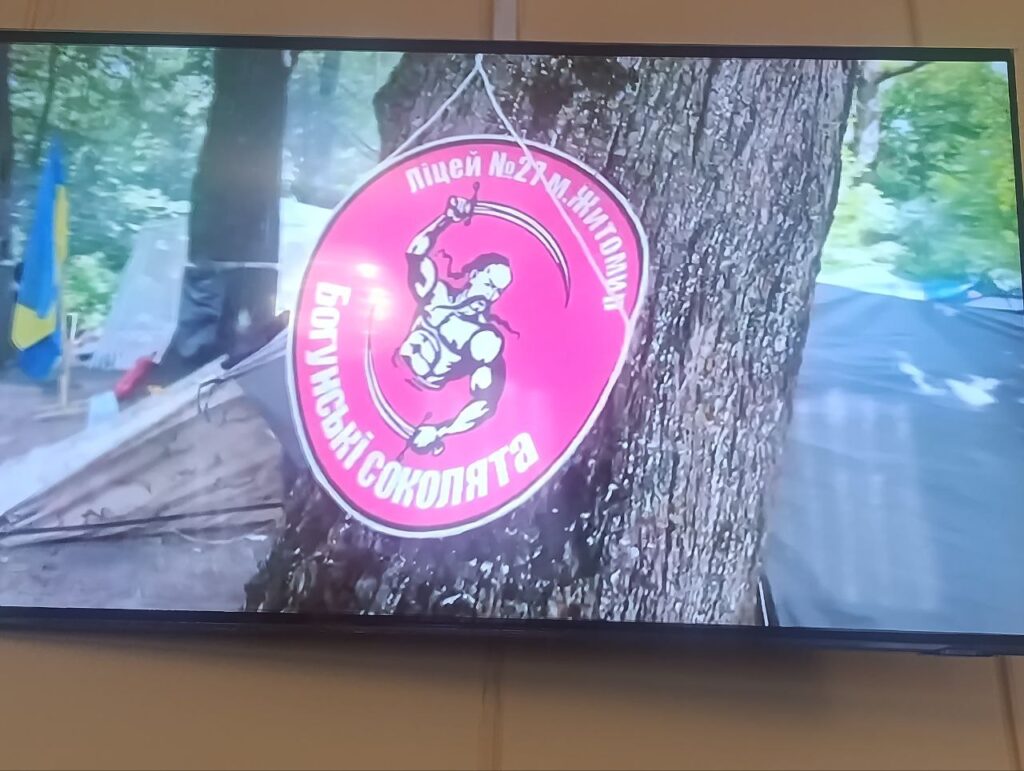 Ліцей №21 м.Житомир
Богунські соколята